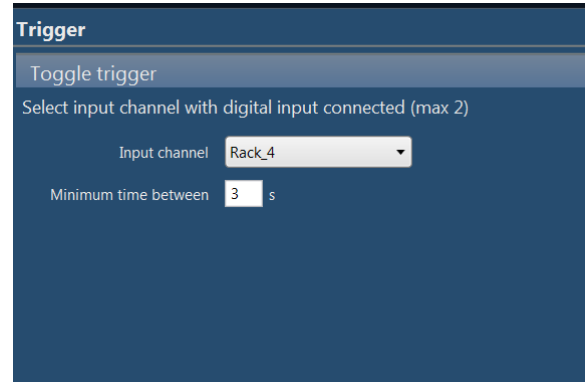 Trigger
Toggle trigger
Select input channel with digital input connected (max 2)
Input channel Rack_4
Minimum time between 3 s